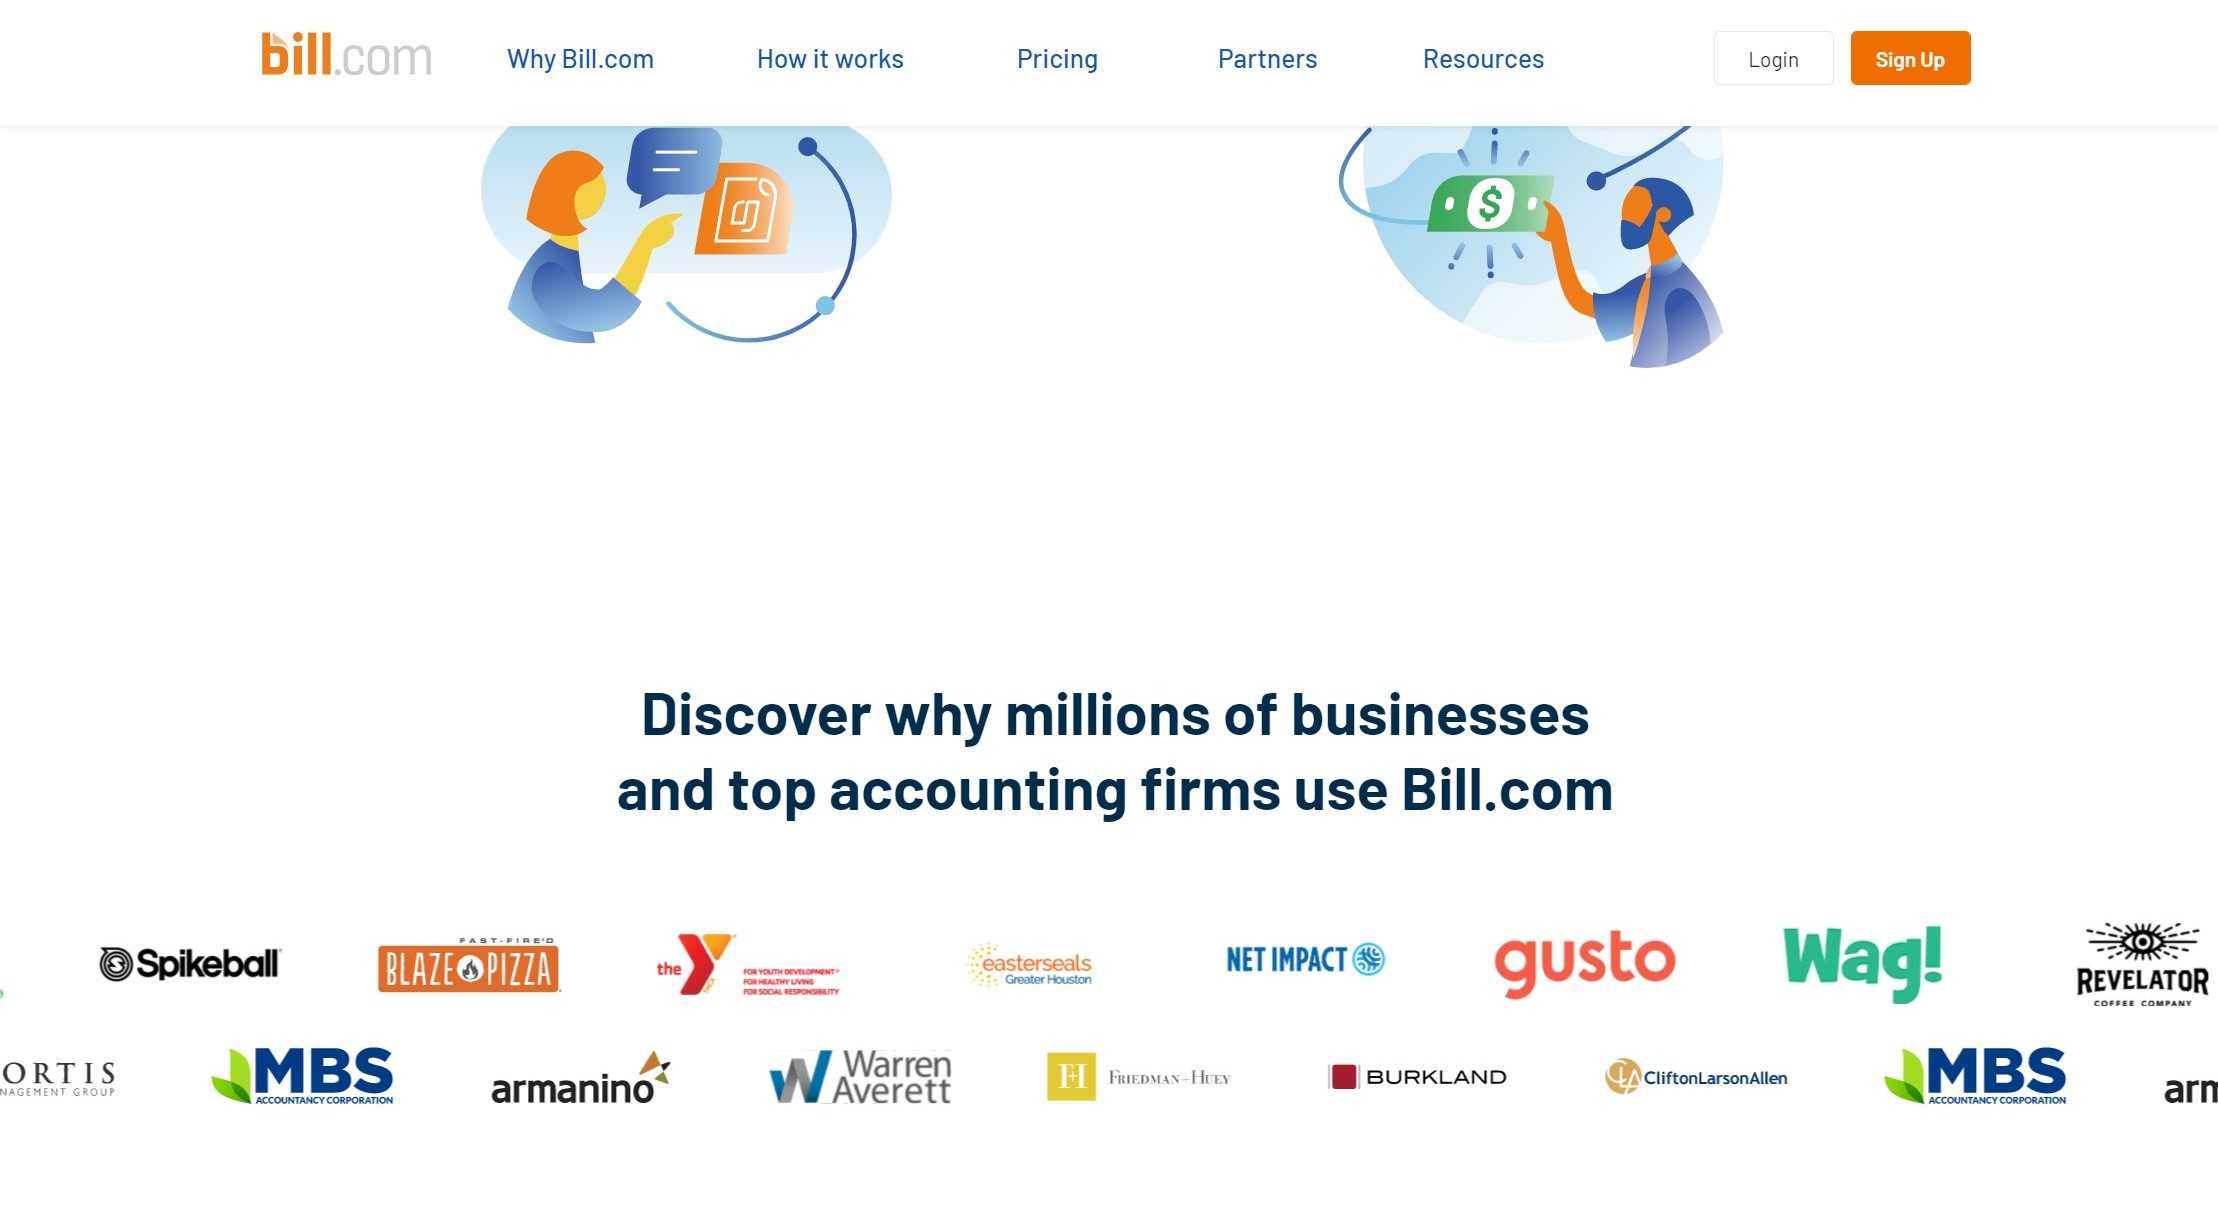 bill.com
Why Bill.com
How it works
Pricing
Partners
Resources
Login
Sign Up
$
Discover why millions of businesses
and top accounting firms use Bill.com
Spikeball
FAST-FIRE'D
BLAZE PIZZA
the Y
FOR YOUTH DEVELOPMENT®
FOR HEALTHY LIVING
FOR SOCIAL RESPONSIBILITY
easterseals
Greater Houston
NET IMPACT
gusto
Wag!
REVELATOR
COFFEE COMPANY
ORTIS
NAGEMENT GROUP
MBS
ACCOUNTANCY CORPORATION
armanino
W Warren
Averett
F+H FRIEDMAN+HUEY
BURKLAND
CLA CliftonLarsonAllen
MBS
ACCOUNTANCY CORPORATION
arm